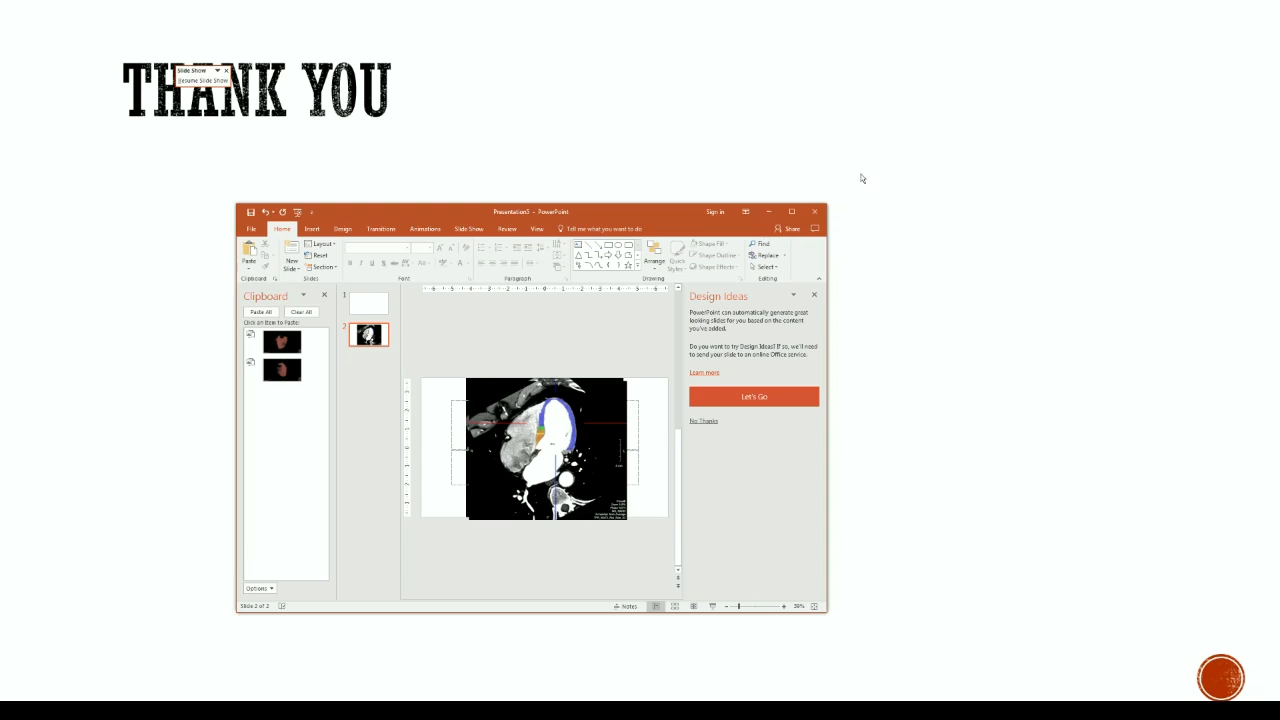 THANK YOU
Slide Show
Resume Slide Show
Presentation5 - PowerPoint
Sign in
File Home Insert Design Transitions Animations Slide Show Review View Tell me what you want to do Share
Paste
New
Slide
Layout
Reset
Section
Arrange
Quick
Styles
Shape Fill
Shape Outline
Shape Effects
Find
Replace
Select
Clipboard Slides Font Paragraph Drawing Editing
Clipboard
Paste All Clear All
Click an Item to Paste:
Options
1
2
Design Ideas
PowerPoint can automatically generate great
looking slides for you based on the content
you've added.
Do you want to try Design Ideas? If so, we'll need
to send your slide to an online Office service.
Learn more
Let's Go
No Thanks
Slide 2 of 2
Notes